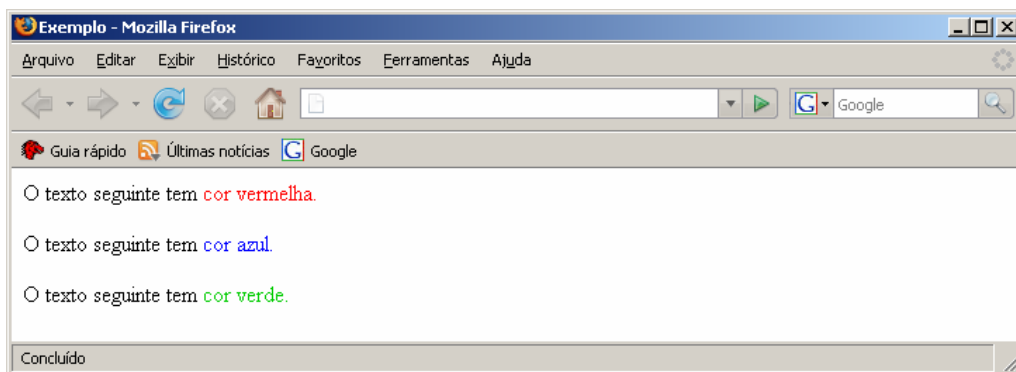 Exemplo - Mozilla Firefox
Arquivo Editar Exibir Histórico Favoritos Ferramentas Ajuda
G Google
Guia rápido Últimas notícias G Google
O texto seguinte tem cor vermelha.
O texto seguinte tem cor azul.
O texto seguinte tem cor verde.
Concluído